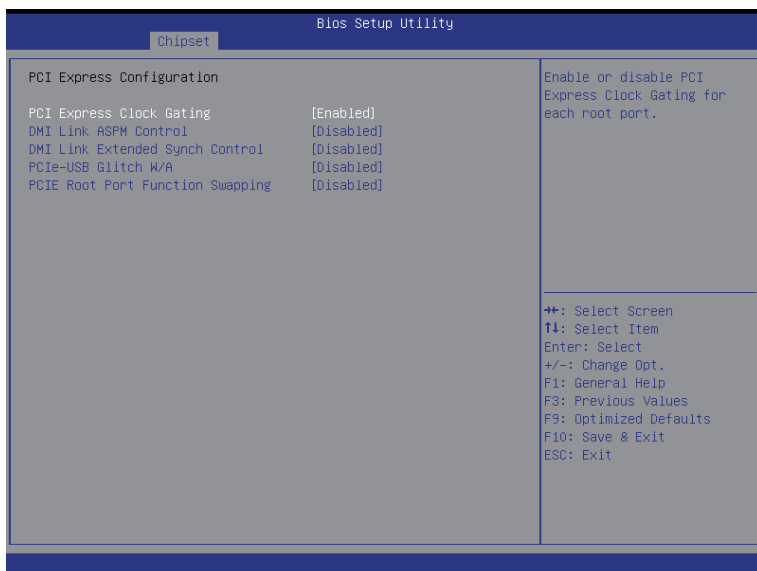 Bios Setup Utility
Chipset
PCI Express Configuration
PCI Express Clock Gating [Enabled]
DMI Link ASPM Control [Disabled]
DMI Link Extended Synch Control [Disabled]
PCIe-USB Glitch W/A [Disabled]
PCIE Root Port Function Swapping [Disabled]
Enable or disable PCI
Express Clock Gating for
each root port.
→←: Select Screen
↑↓: Select Item
Enter: Select
+/-: Change Opt.
F1: General Help
F3: Previous Values
F9: Optimized Defaults
F10: Save & Exit
ESC: Exit